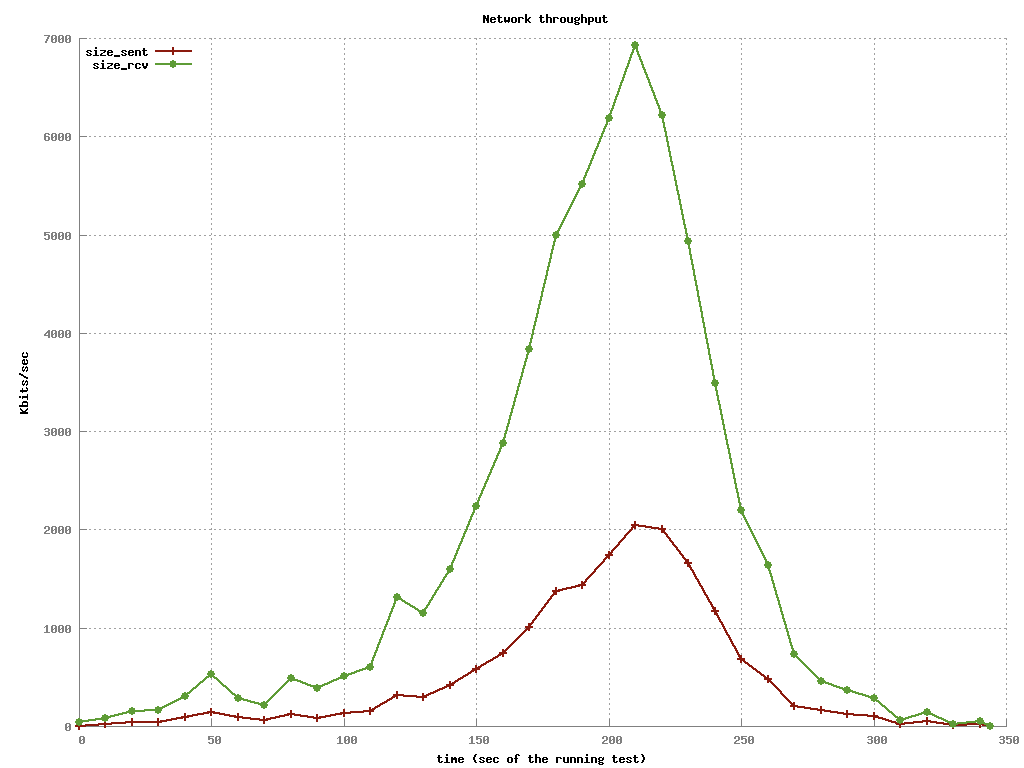 Network throughput
size_sent
size_rcv
7000
6000
5000
4000
3000
2000
1000
0
Kbits/sec
0 50 100 150 200 250 300 350
time (sec of the running test)